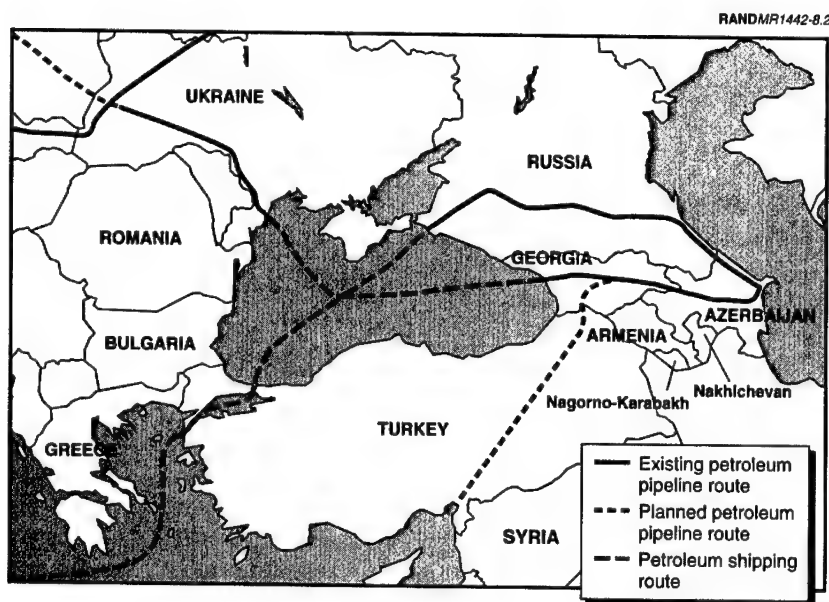 RANDMR1442-8.2
UKRAINE
RUSSIA
ROMANIA
GEORGIA
AZERBAIJAN
BULGARIA
ARMENIA
Nakhichevan
Nagorno-Karabakh
TURKEY
GREECE
Existing petroleum
pipeline route
Planned petroleum
pipeline route
Petroleum shipping
route
SYRIA